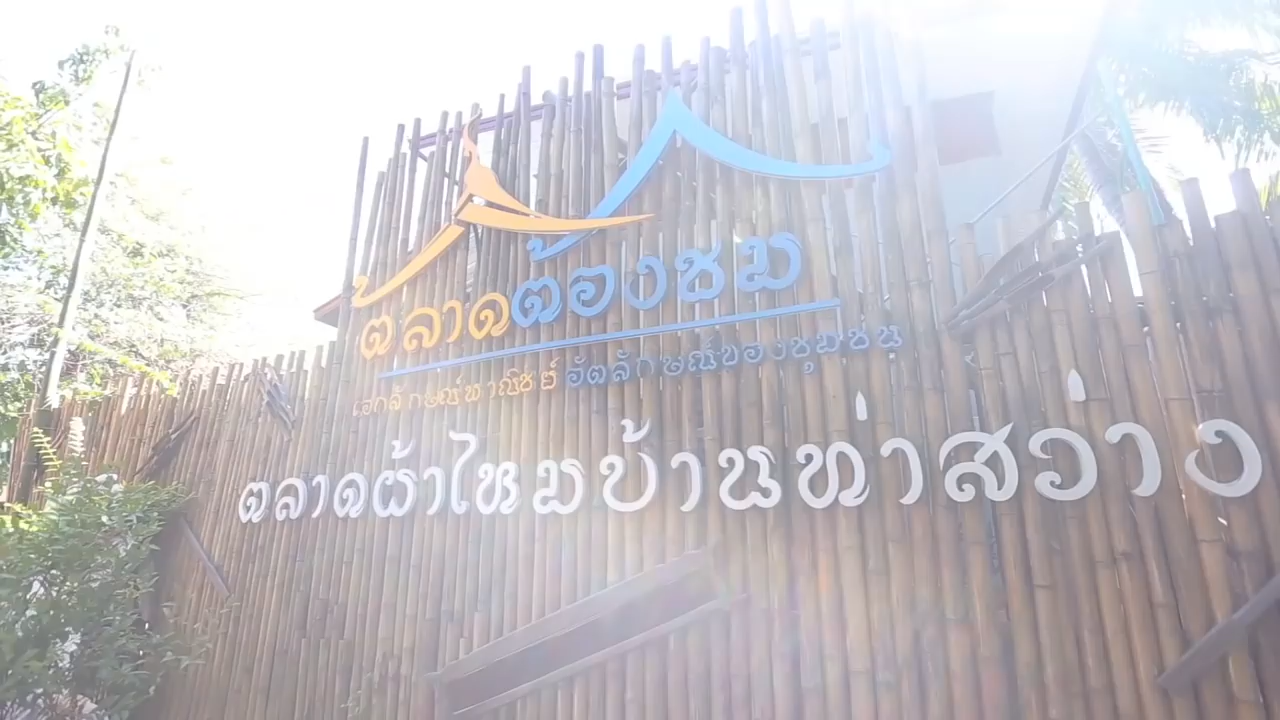 ตลาดต้องชม
เอกลักษณ์พาณิชย์ อัตลักษณ์ของชุมชน
ตลาดผ้าไหมบ้านท่าสว่าง